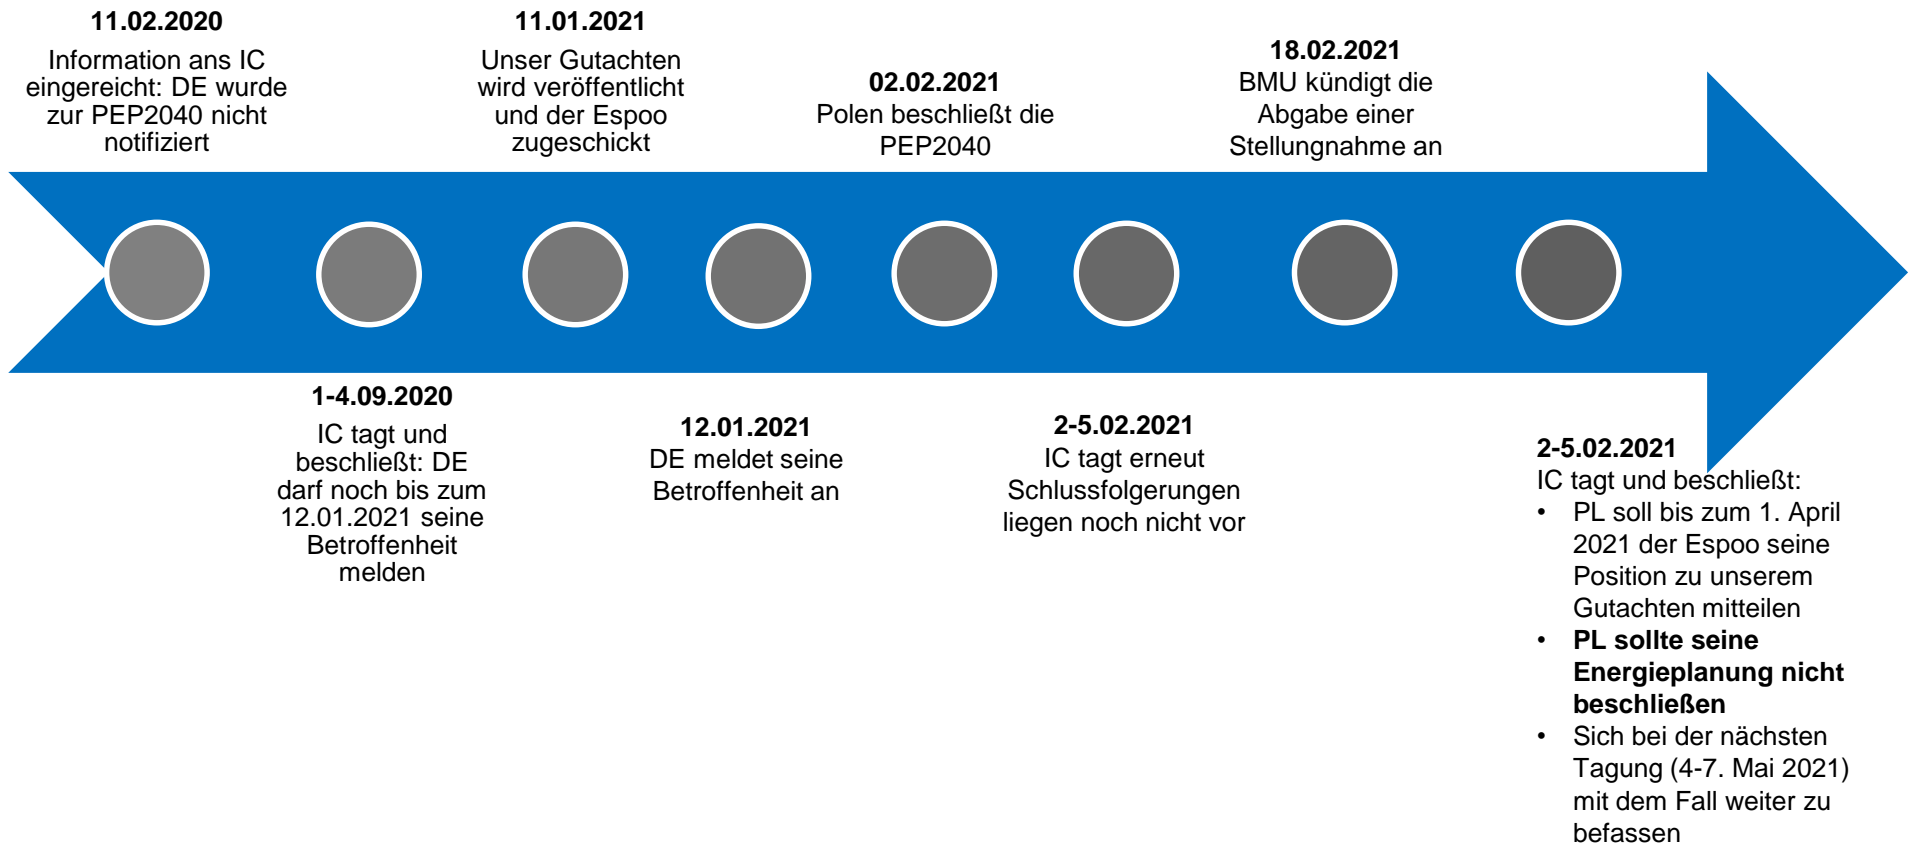 11.02.2020
Information ans IC
eingereicht: DE wurde
zur PEP2040 nicht
notifiziert
1-4.09.2020
IC tagt und
beschließt: DE
darf noch bis zum
12.01.2021 seine
Betroffenheit
melden
11.01.2021
Unser Gutachten
wird veröffentlicht
und der Espoo
zugeschickt
12.01.2021
DE meldet seine
Betroffenheit an
02.02.2021
Polen beschließt die
PEP2040
2-5.02.2021
IC tagt erneut
Schlussfolgerungen
liegen noch nicht vor
18.02.2021
BMU kündigt die
Abgabe einer
Stellungnahme an
2-5.02.2021
IC tagt und beschließt:
• PL soll bis zum 1. April
2021 der Espoo seine
Position zu unserem
Gutachten mitteilen
• PL sollte seine
Energieplanung nicht
beschließen
• Sich bei der nächsten
Tagung (4-7. Mai 2021)
mit dem Fall weiter zu
befassen